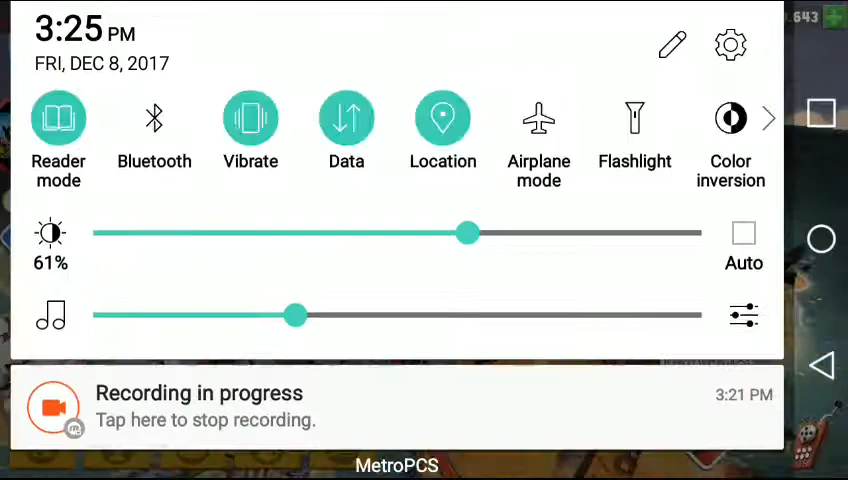 3:25 PM
.643
FRI, DEC 8, 2017
Reader mode
Bluetooth
Vibrate
Data
Location
Airplane mode
Flashlight
Color inversion
61%
Auto
Recording in progress
3:21 PM
Tap here to stop recording.
MetroPCS